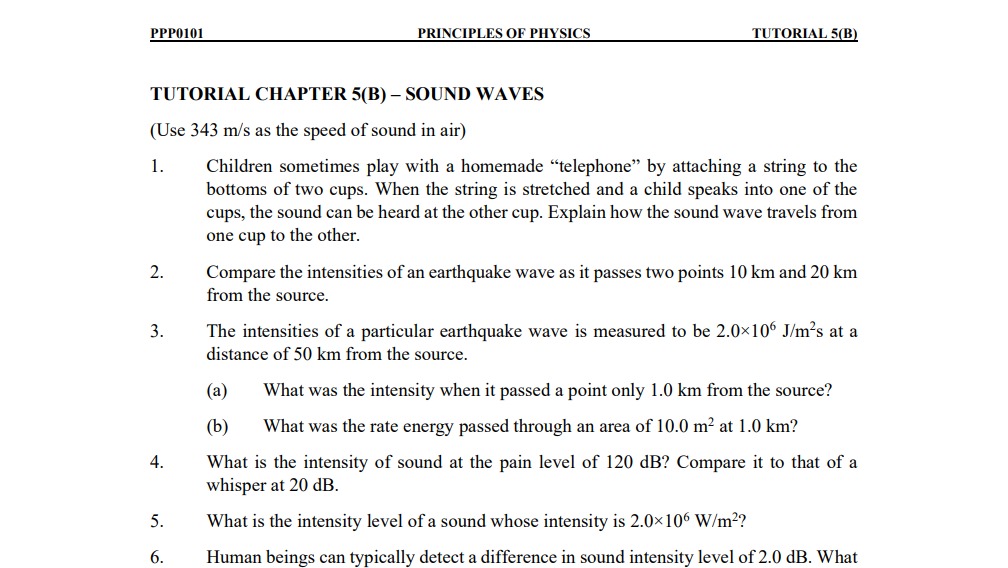 PPP0101 PRINCIPLES OF PHYSICS TUTORIAL 5(B)
TUTORIAL CHAPTER 5(B) – SOUND WAVES
(Use 343 m/s as the speed of sound in air)
1. Children sometimes play with a homemade “telephone” by attaching a string to the
bottoms of two cups. When the string is stretched and a child speaks into one of the
cups, the sound can be heard at the other cup. Explain how the sound wave travels from
one cup to the other.
2. Compare the intensities of an earthquake wave as it passes two points 10 km and 20 km
from the source.
3. The intensities of a particular earthquake wave is measured to be 2.0×10⁶ J/m²s at a
distance of 50 km from the source.
(a) What was the intensity when it passed a point only 1.0 km from the source?
(b) What was the rate energy passed through an area of 10.0 m² at 1.0 km?
4. What is the intensity of sound at the pain level of 120 dB? Compare it to that of a
whisper at 20 dB.
5. What is the intensity level of a sound whose intensity is 2.0×10⁶ W/m²?
6. Human beings can typically detect a difference in sound intensity level of 2.0 dB. What